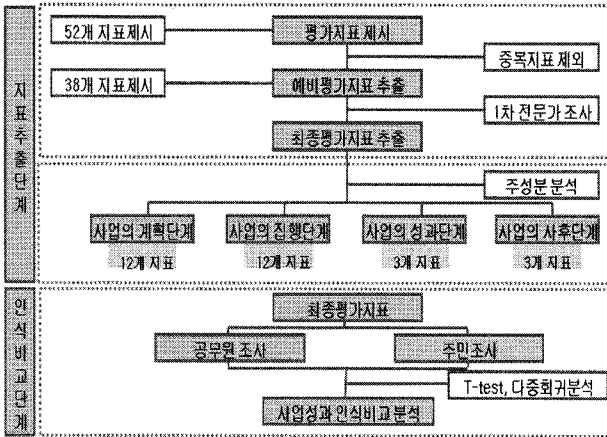 지표추출단계
52개 지표제시
평가지표 제시
중복지표 제외
38개 지표제시
예비평가지표 추출
1차 전문가 조사
최종평가지표 추출
주성분 분석
사업의 계획단계
사업의 집행단계
사업의 성과단계
사업의 사후단계
12개 지표
12개 지표
3개 지표
3개 지표
인식비교단계
최종평가지표
공무원 조사
주민조사
T-test, 다중회귀분석
사업성과 인식비교 분석